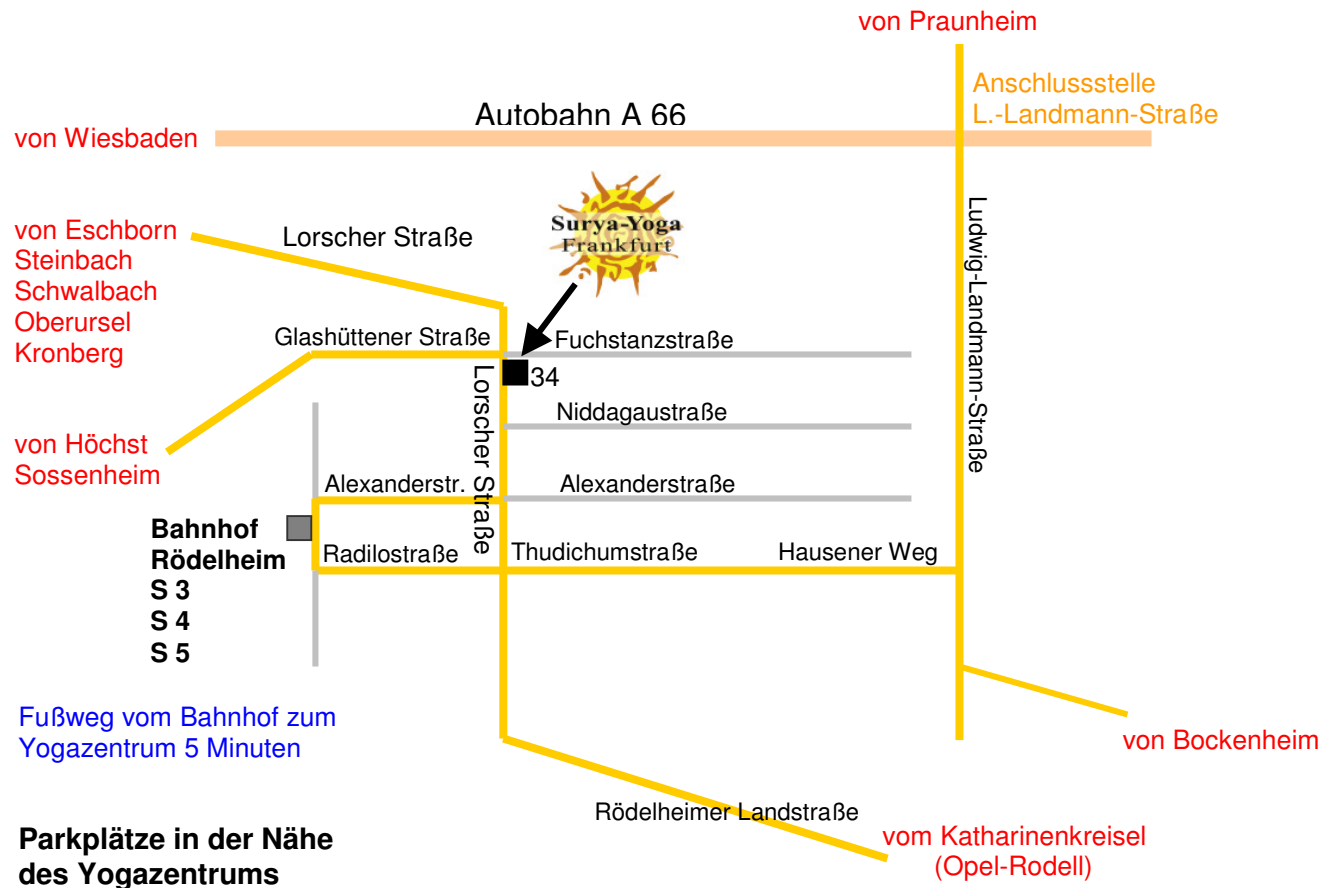 von Praunheim
Anschlussstelle
L.-Landmann-Straße
Autobahn A 66
von Wiesbaden
Surya-Yoga
Frankfurt
von Eschborn
Steinbach
Schwalbach
Oberursel
Kronberg
Lorscher Straße
Ludwig-Landmann-Straße
Glashüttener Straße
Fuchstanzstraße
34
Lorscher Straße
Niddagaustraße
von Höchst
Sossenheim
Alexanderstr.
Alexanderstraße
Bahnhof
Rödelheim
S 3
S 4
S 5
Radilostraße
Thudichumstraße
Hausener Weg
Fußweg vom Bahnhof zum
Yogazentrum 5 Minuten
von Bockenheim
Rödelheimer Landstraße
vom Katharinenkreisel
(Opel-Rodell)
Parkplätze in der Nähe
des Yogazentrums